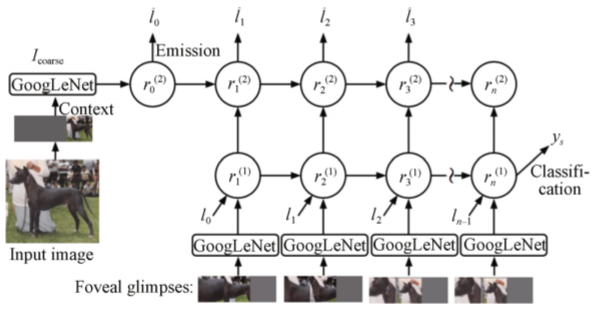 l̂₀ l̂₁ l̂₂ l̂₃
Emission
I_coarse
GoogLeNet
r₀⁽²⁾ r₁⁽²⁾ r₂⁽²⁾ r₃⁽²⁾ rₙ⁽²⁾
Context
yₛ
r₁⁽¹⁾ r₂⁽¹⁾ r₃⁽¹⁾ rₙ⁽¹⁾
Classifi-
cation
l₀ l₁ l₂ lₙ₋₁
Input image
GoogLeNet GoogLeNet GoogLeNet GoogLeNet
Foveal glimpses: